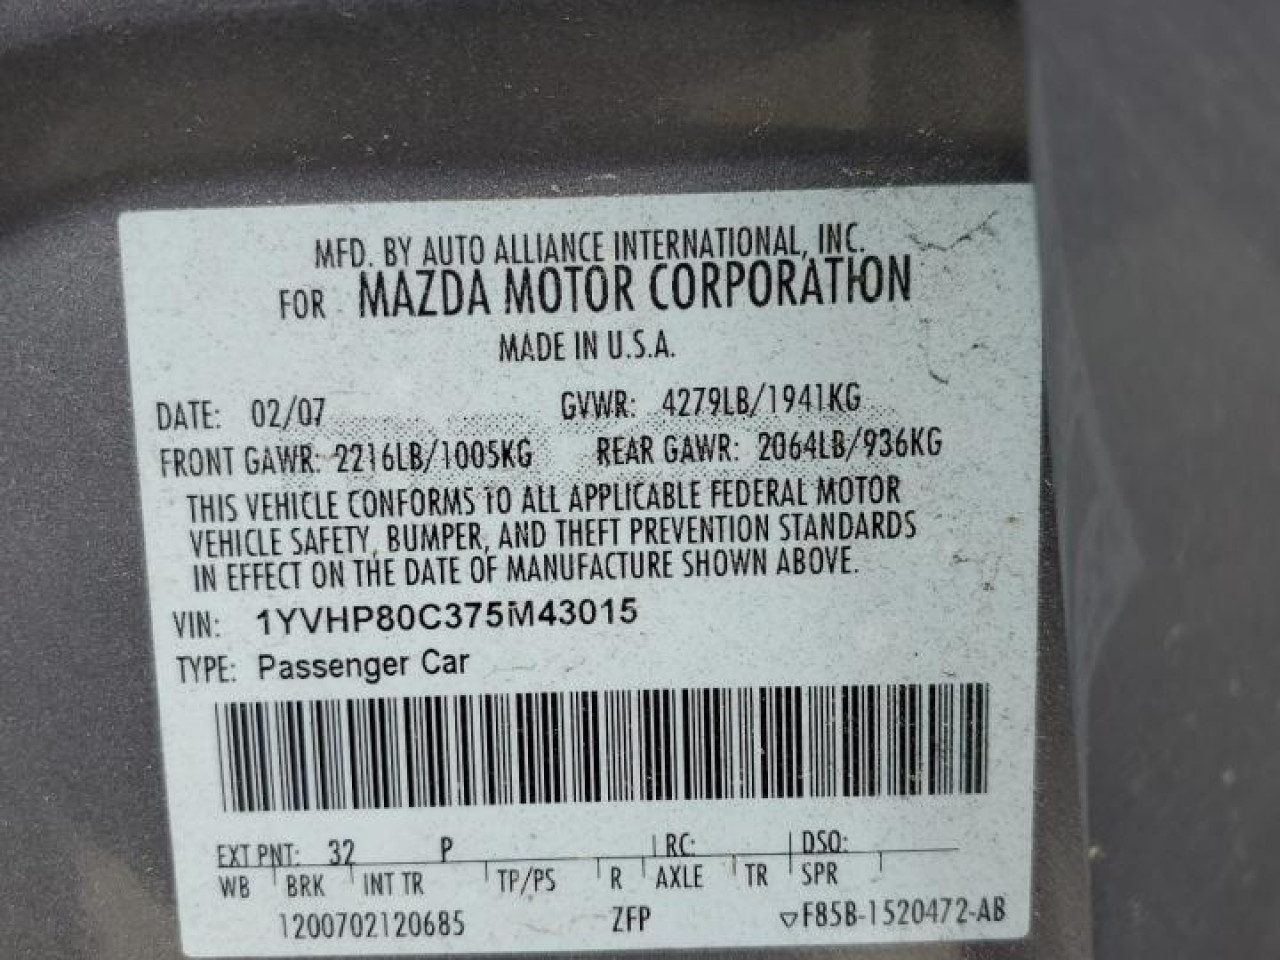 MFD. BY AUTO ALLIANCE INTERNATIONAL, INC.
FOR MAZDA MOTOR CORPORATION
MADE IN U.S.A.
DATE: 02/07 GVWR: 4279LB/1941KG
FRONT GAWR: 2216LB/1005KG REAR GAWR: 2064LB/936KG
THIS VEHICLE CONFORMS TO ALL APPLICABLE FEDERAL MOTOR
VEHICLE SAFETY, BUMPER, AND THEFT PREVENTION STANDARDS
IN EFFECT ON THE DATE OF MANUFACTURE SHOWN ABOVE.
VIN: 1YVHP80C375M43015
TYPE: Passenger Car
EXT PNT: 32 P RC: DSO:
WB BRK INT TR TP/PS R AXLE TR SPR
1200702120685 ZFP ▽F85B-1520472-AB